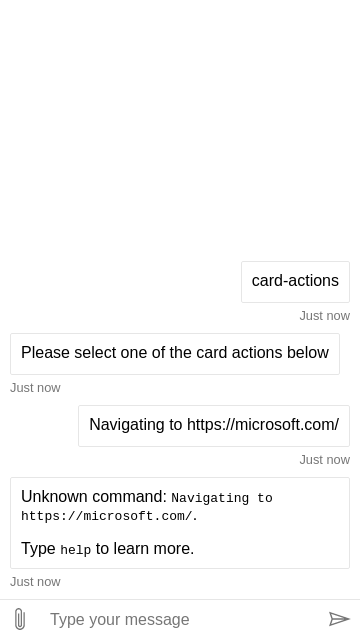 card-actions
Just now
Please select one of the card actions below
Just now
Navigating to https://microsoft.com/
Just now
Unknown command: Navigating to
https://microsoft.com/.
Type help to learn more.
Just now
Type your message